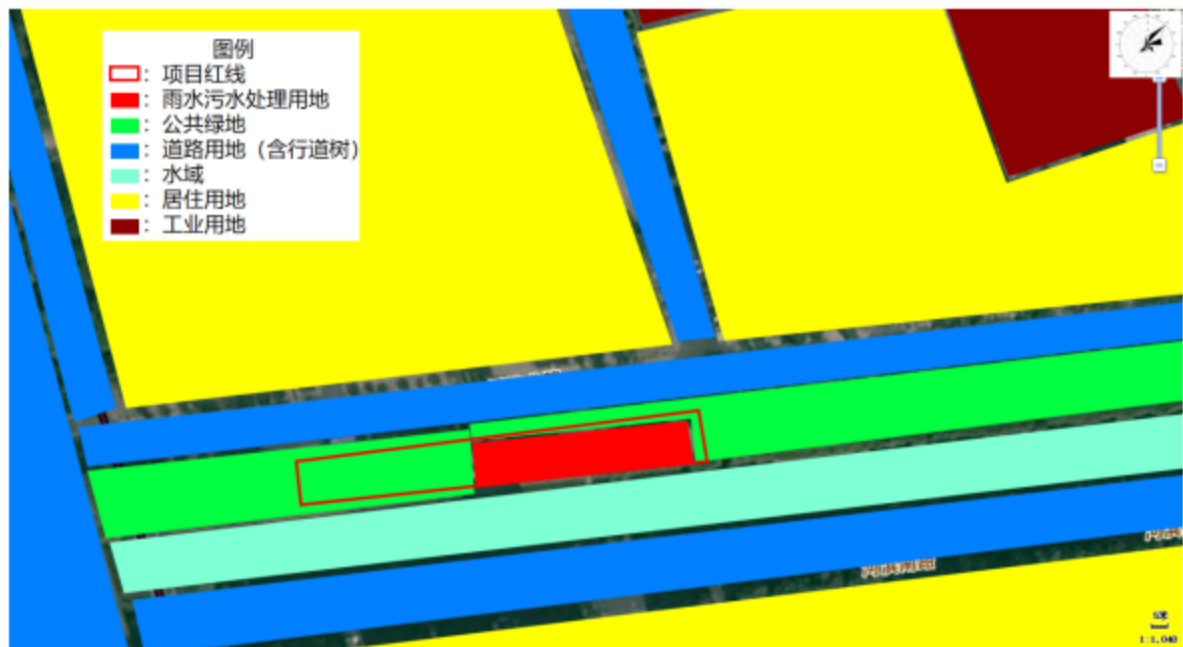 图例
：项目红线
：雨水污水处理用地
：公共绿地
：道路用地（含行道树）
：水域
：居住用地
：工业用地
1:1,040